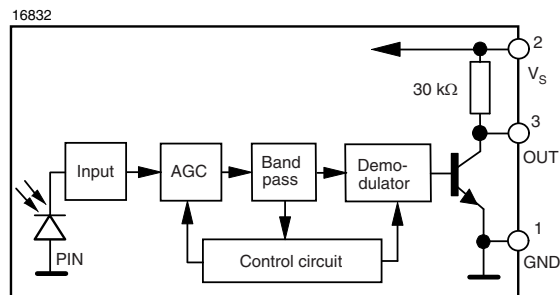 16832
2
V_S
30 kΩ
3
OUT
Input
AGC
Band
pass
Demo-
dulator
PIN
Control circuit
1
GND